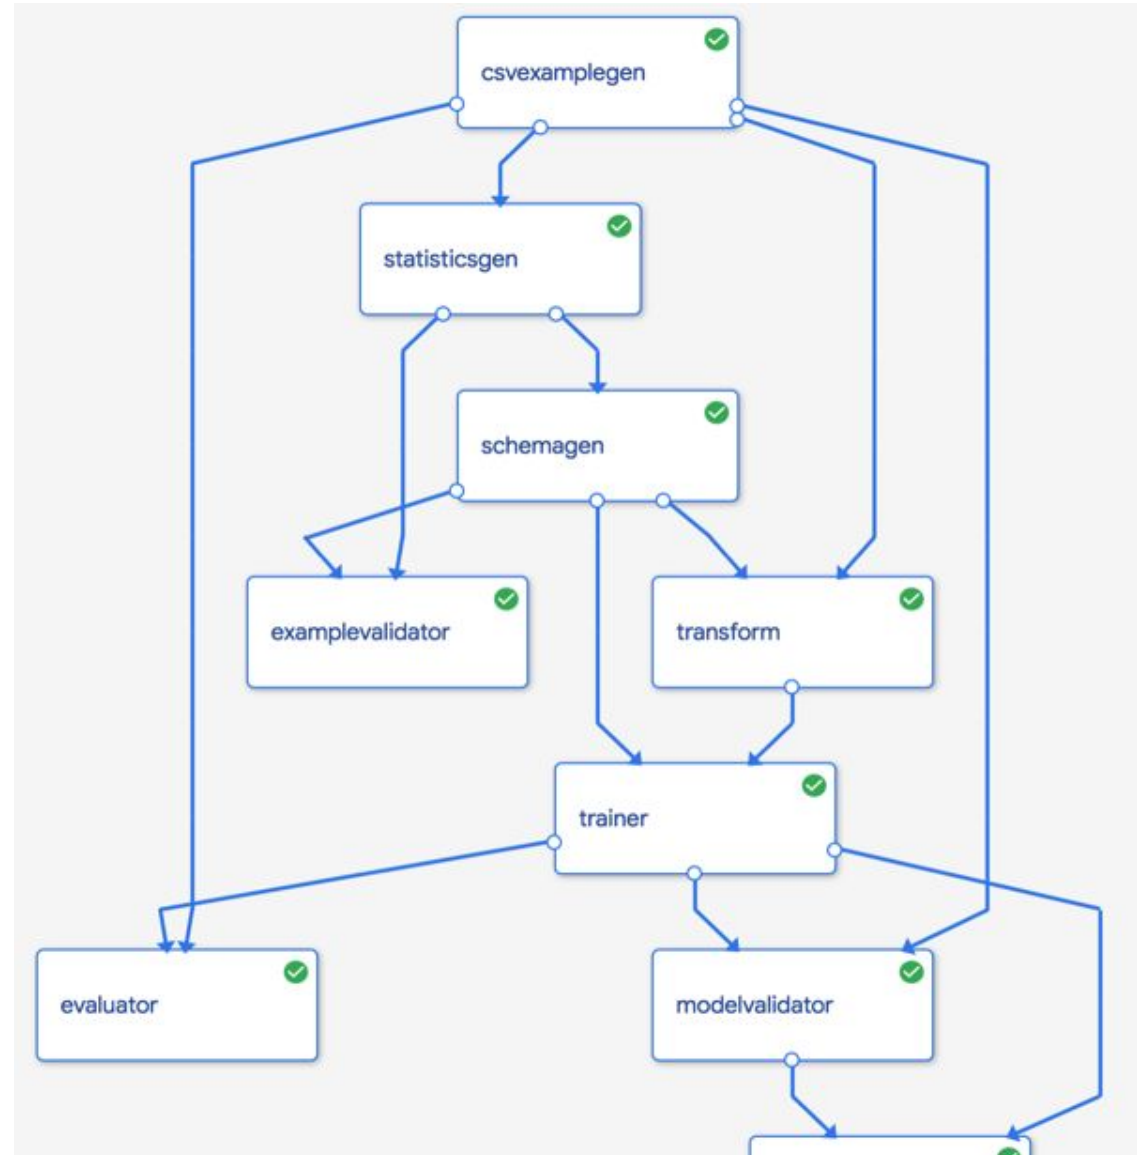 csvexamplegen
statisticsgen
schemagen
examplevalidator
transform
trainer
evaluator
modelvalidator